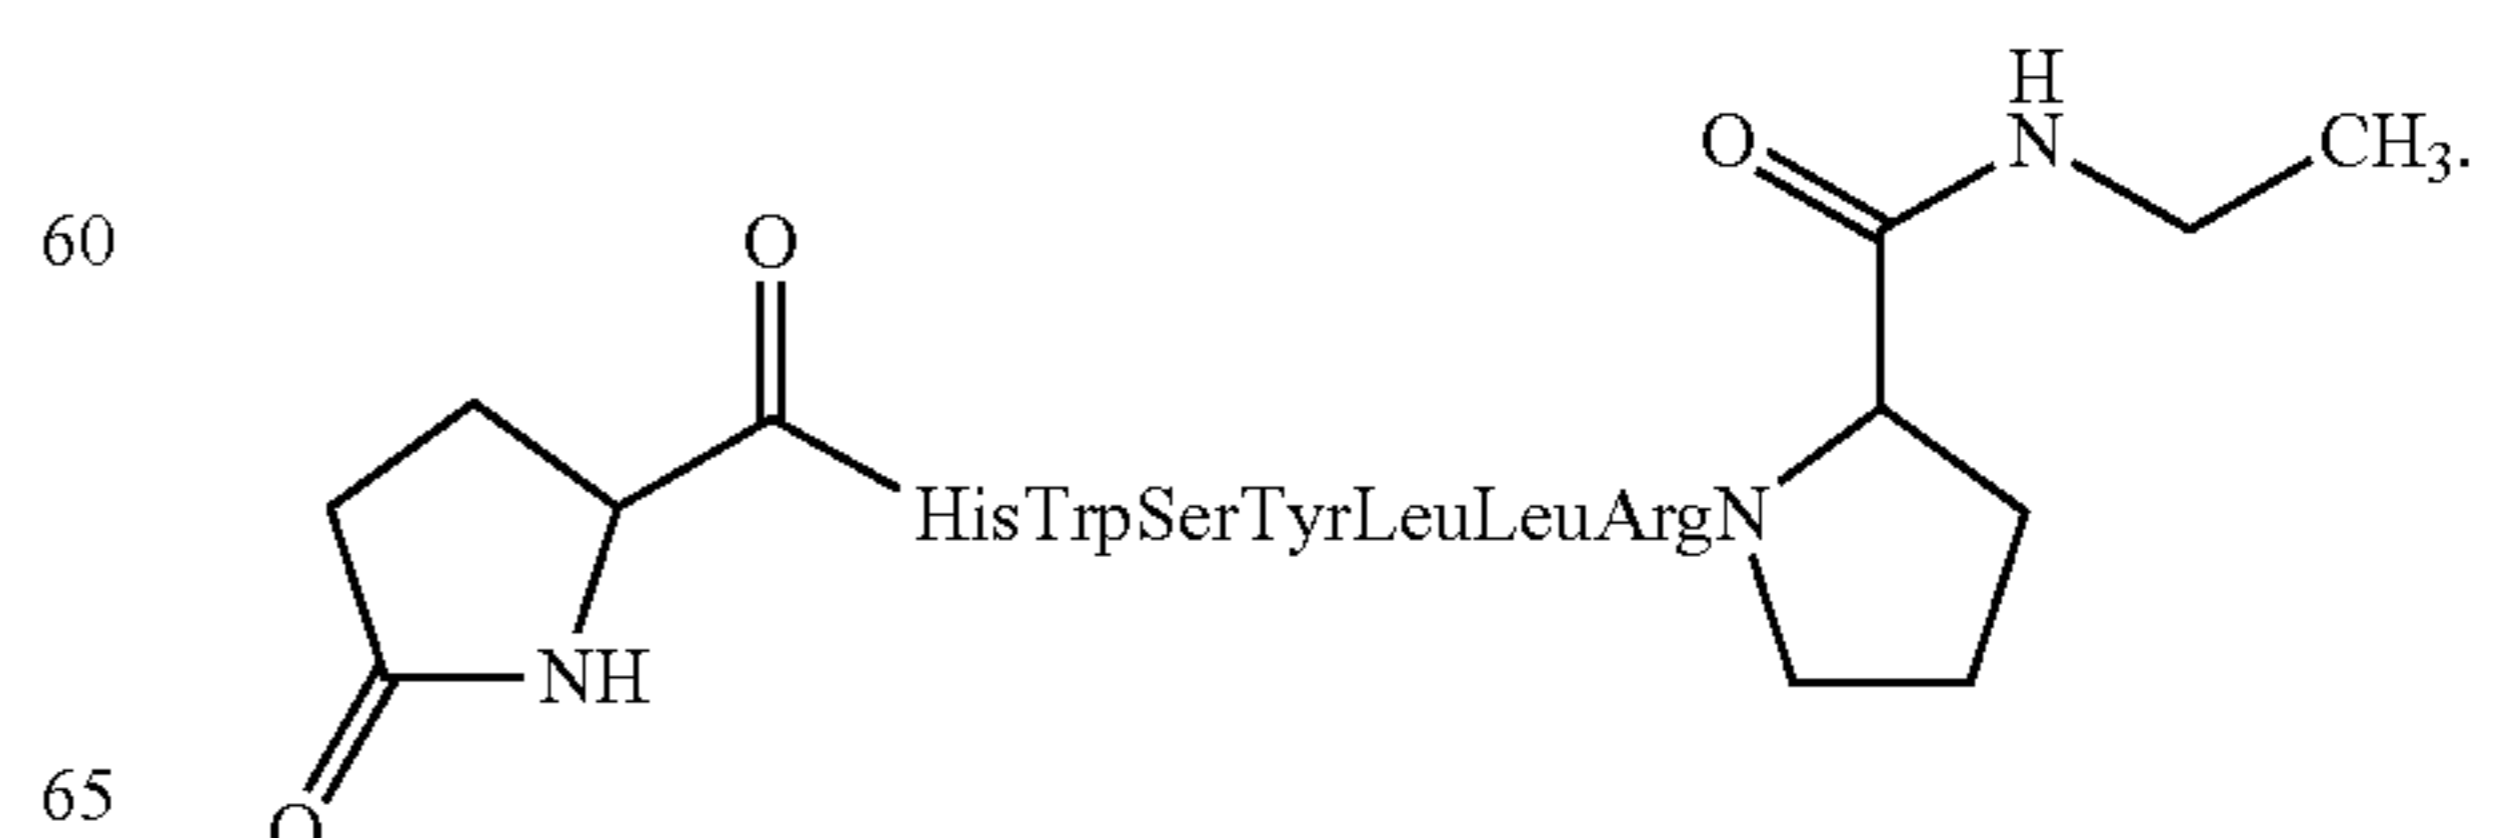 H
O N CH3.
60 O
HisTrpSerTyrLeuLeuArgN
NH
65
O